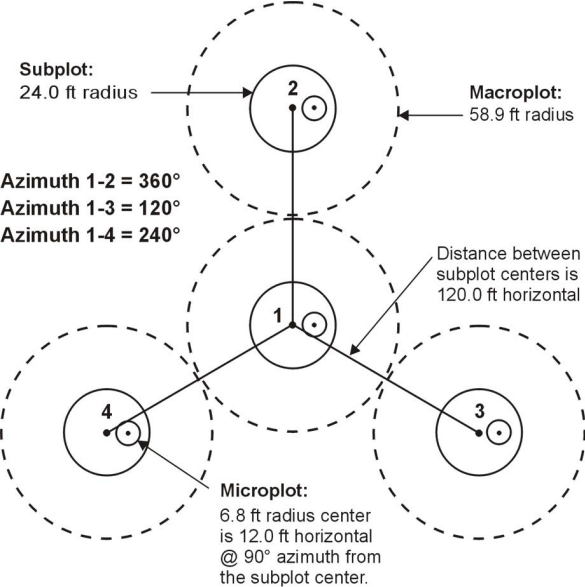 Subplot:
24.0 ft radius
2
Macroplot:
58.9 ft radius
Azimuth 1-2 = 360°
Azimuth 1-3 = 120°
Azimuth 1-4 = 240°
Distance between
subplot centers is
120.0 ft horizontal
1
4
3
Microplot:
6.8 ft radius center
is 12.0 ft horizontal
@ 90° azimuth from
the subplot center.